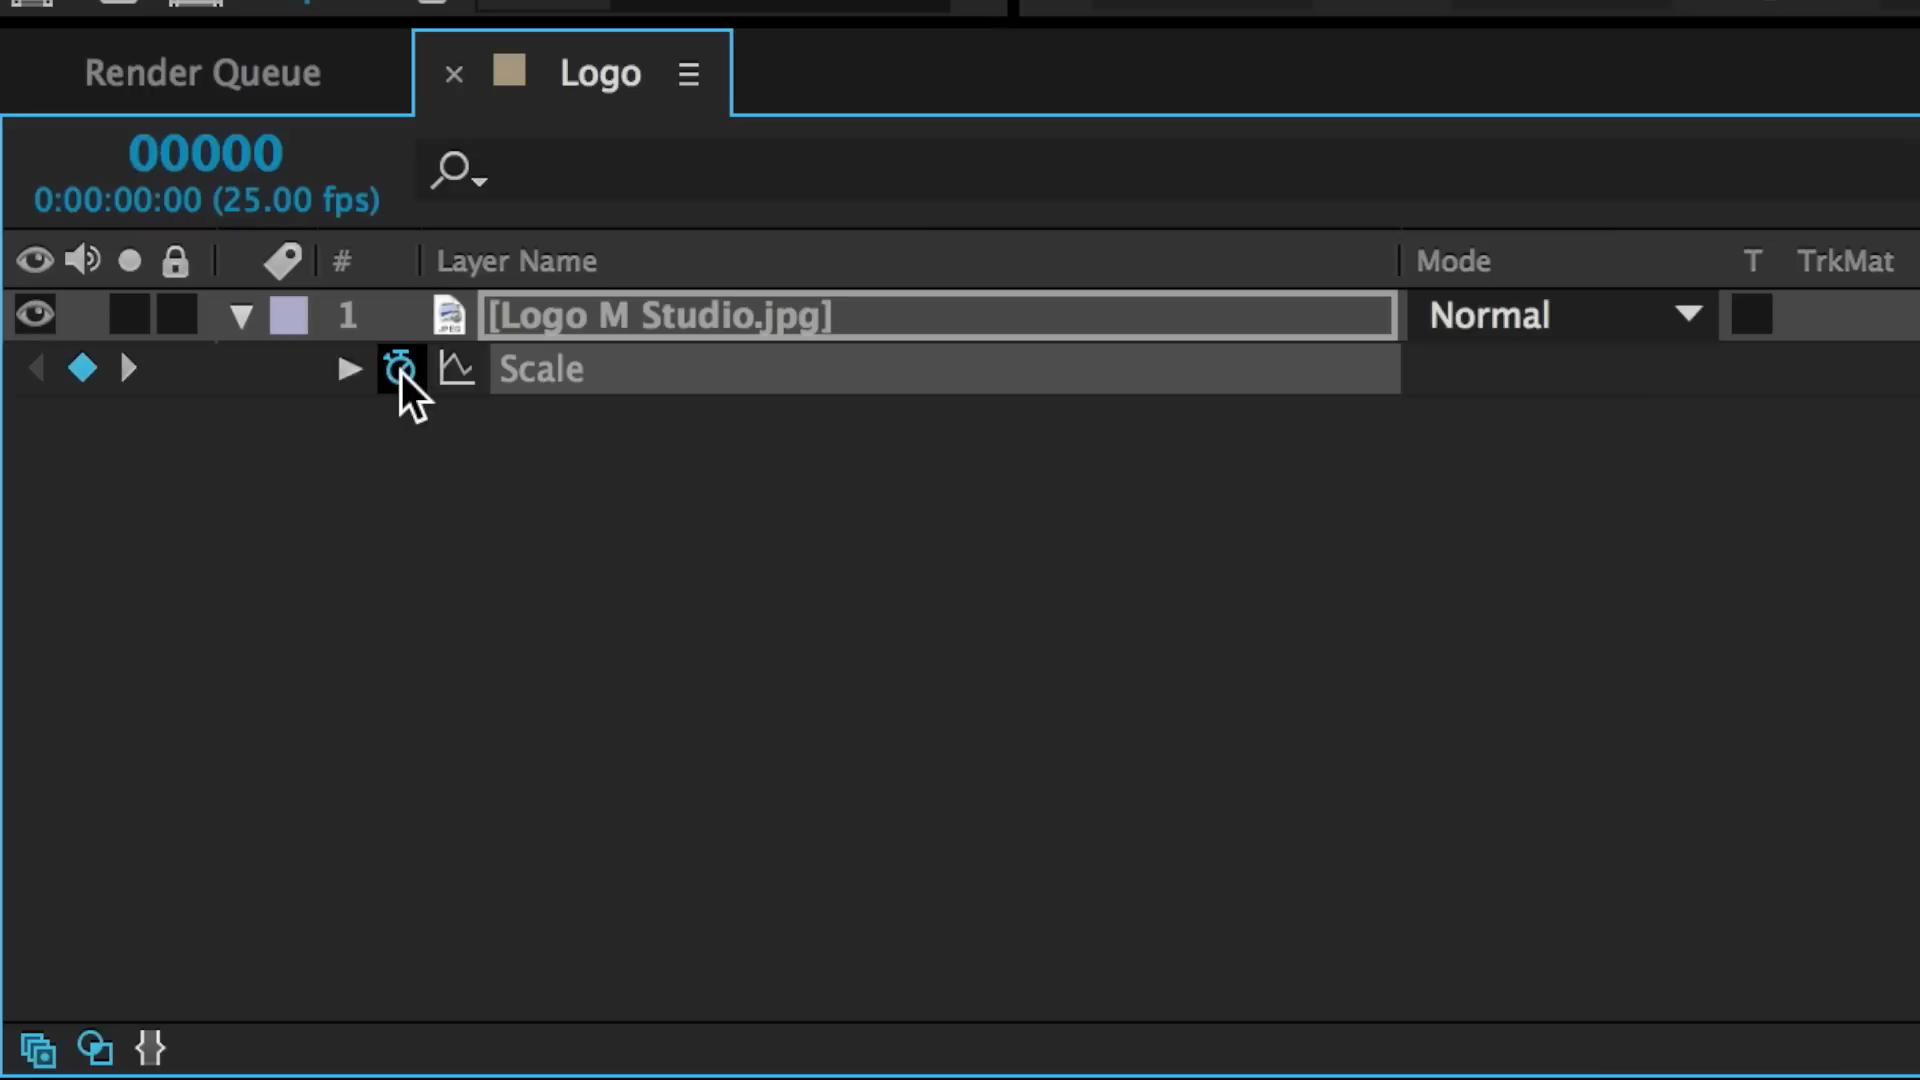 Render Queue
Logo
00000
0:00:00:00 (25.00 fps)
# Layer Name Mode T TrkMat
1 [Logo M Studio.jpg] Normal
Scale